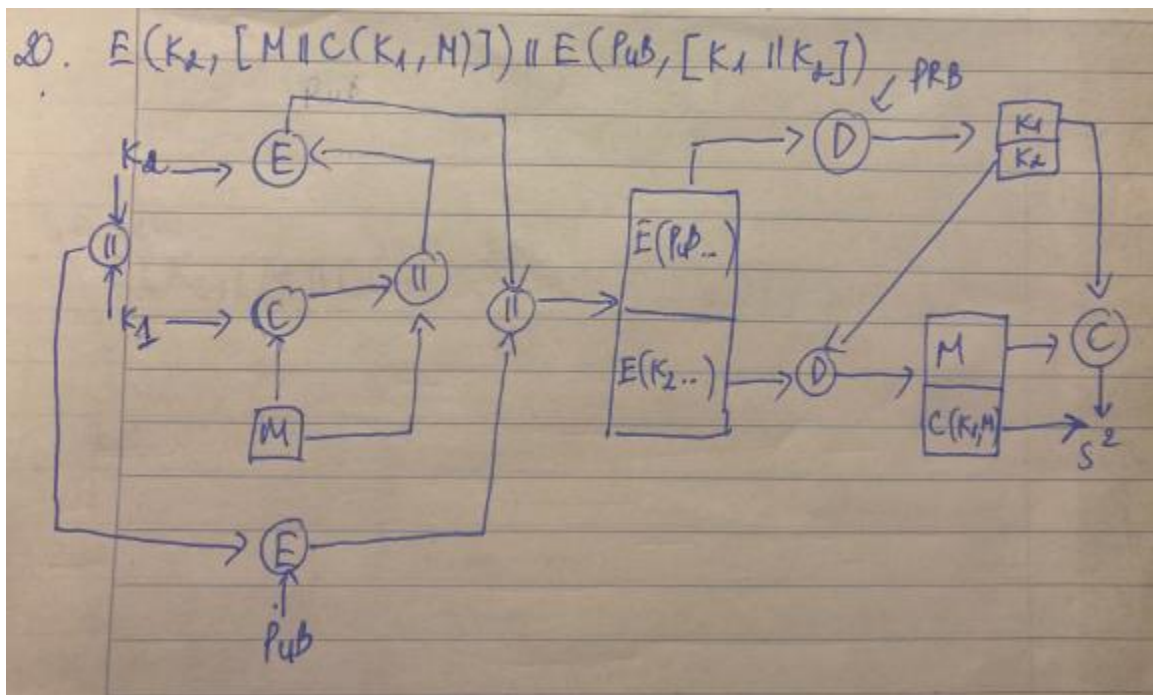 20. E(K₂, [M || C(K₁, M)]) || E(PUB, [K₁ || K₂])
PRB
D
K1
K2
K2
E
||
E(PUB...)
||
||
K1
C
||
E(K₂...)
D
M
C
M
C(K₁,M)
E
PUB